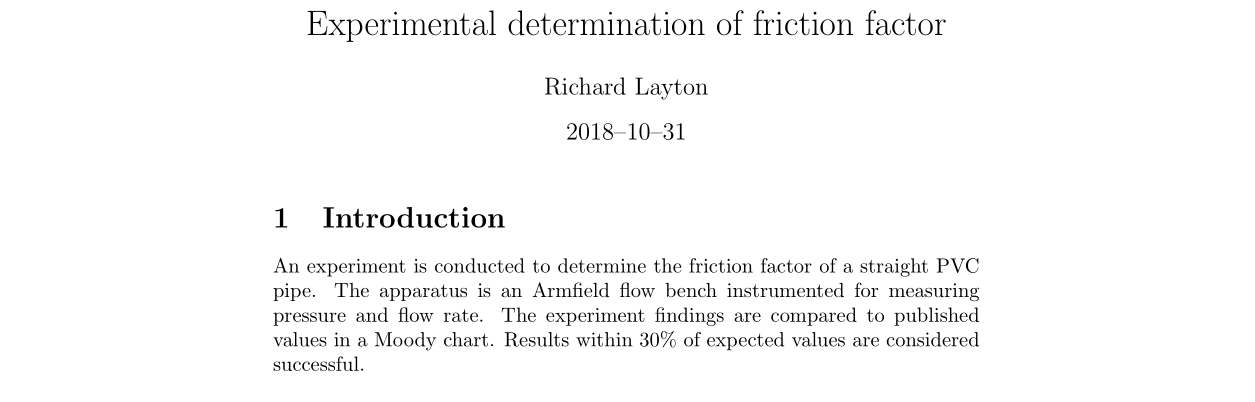 Experimental determination of friction factor
Richard Layton
2018–10–31
1 Introduction
An experiment is conducted to determine the friction factor of a straight PVC
pipe. The apparatus is an Armfield flow bench instrumented for measuring
pressure and flow rate. The experiment findings are compared to published
values in a Moody chart. Results within 30% of expected values are considered
successful.